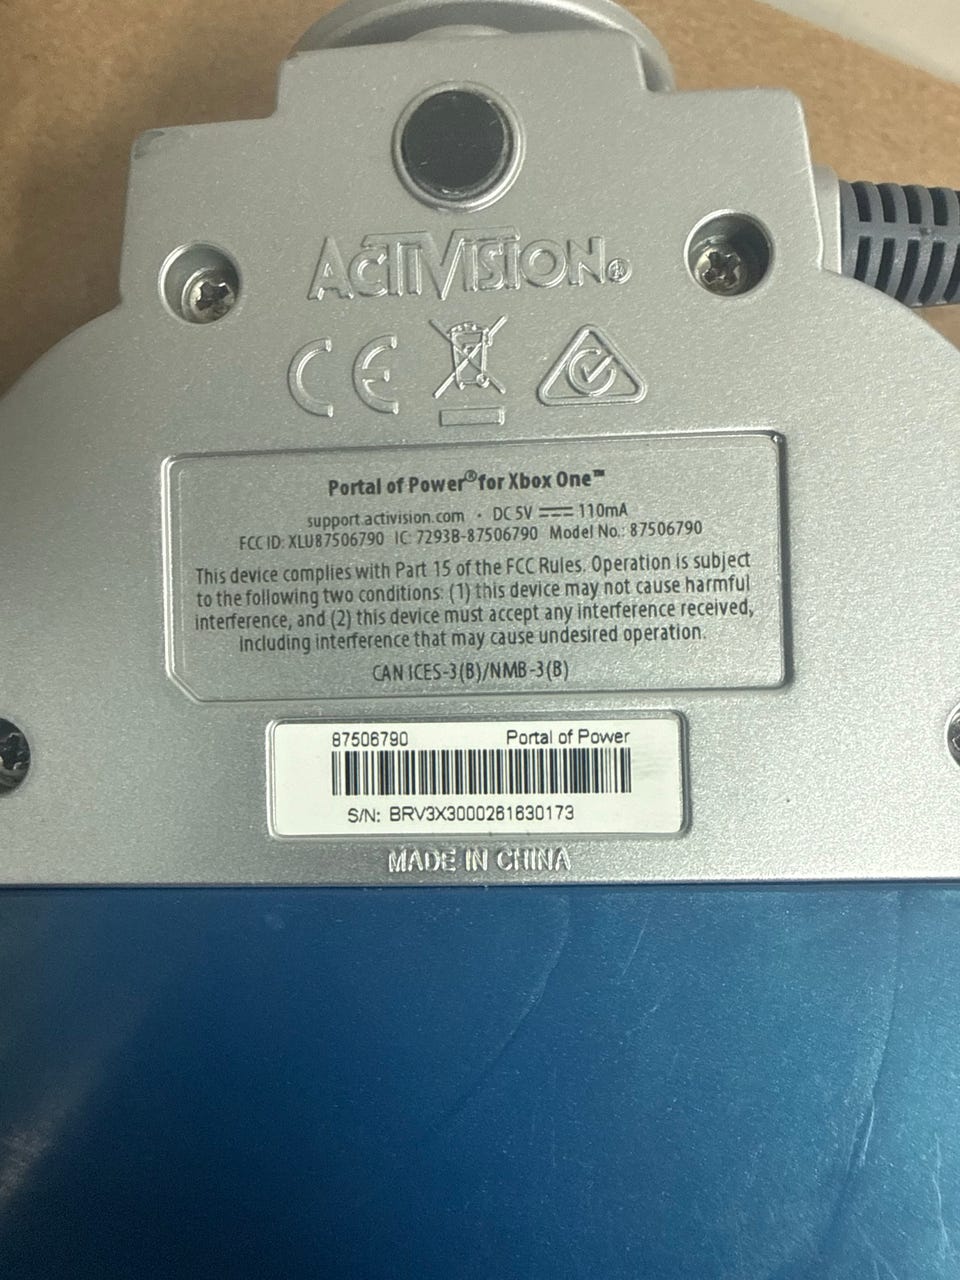 ACTIVISION®
CE
Portal of Power® for Xbox One™
support.activision.com · DC 5V ⎓ 110mA
FCC ID: XLU87506790 IC: 7293B-87506790 Model No.: 87506790
This device complies with Part 15 of the FCC Rules. Operation is subject
to the following two conditions: (1) this device may not cause harmful
interference, and (2) this device must accept any interference received,
including interference that may cause undesired operation.
CAN ICES-3(B)/NMB-3(B)
87506790 Portal of Power
S/N: BRV3X3000261630173
MADE IN CHINA